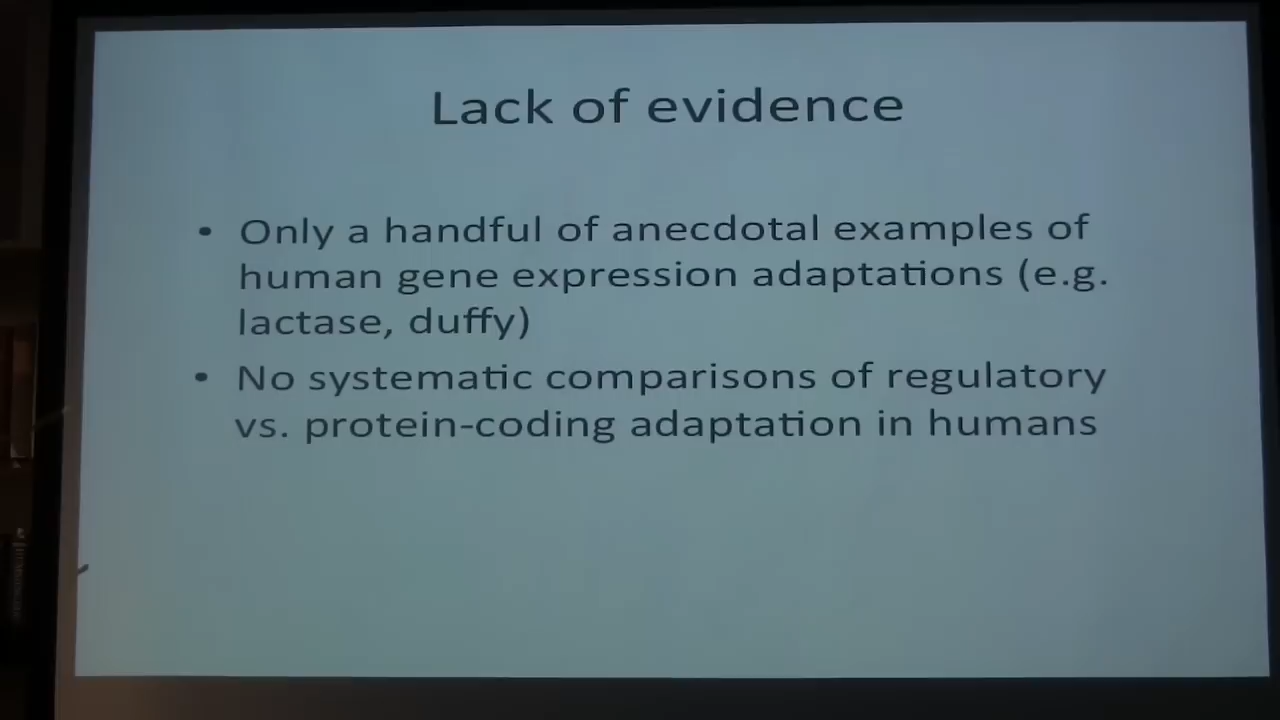 Lack of evidence
• Only a handful of anecdotal examples of
human gene expression adaptations (e.g.
lactase, duffy)
• No systematic comparisons of regulatory
vs. protein-coding adaptation in humans